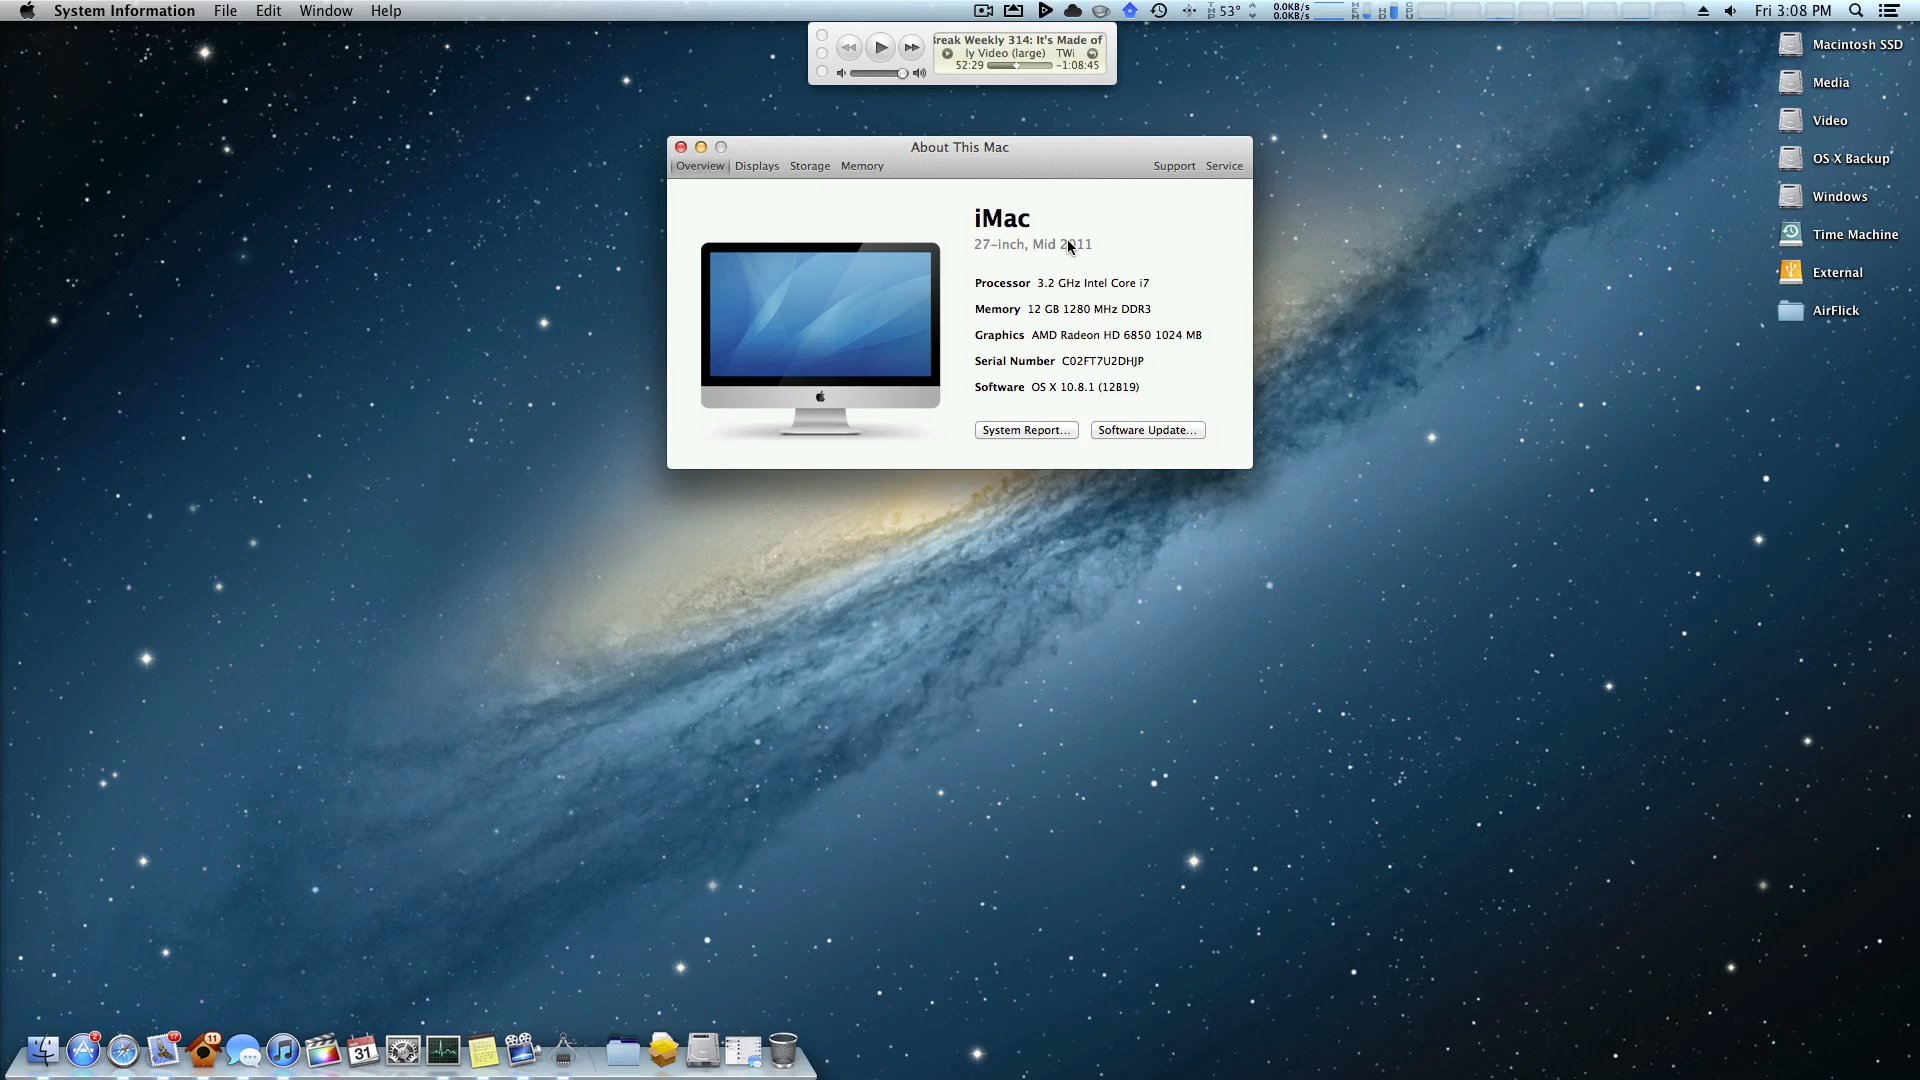 System Information File Edit Window Help
53° 0.0KB/s
0.0KB/s
Fri 3:08 PM
Break Weekly 314: It's Made of
ly Video (large) TWi
52:29 -1:08:45
Macintosh SSD
Media
Video
OS X Backup
Windows
Time Machine
External
AirFlick
About This Mac
Overview Displays Storage Memory Support Service
iMac
27-inch, Mid 2011
Processor 3.2 GHz Intel Core i7
Memory 12 GB 1280 MHz DDR3
Graphics AMD Radeon HD 6850 1024 MB
Serial Number C02FT7U2DHJP
Software OS X 10.8.1 (12B19)
System Report... Software Update...
2 17 11 31